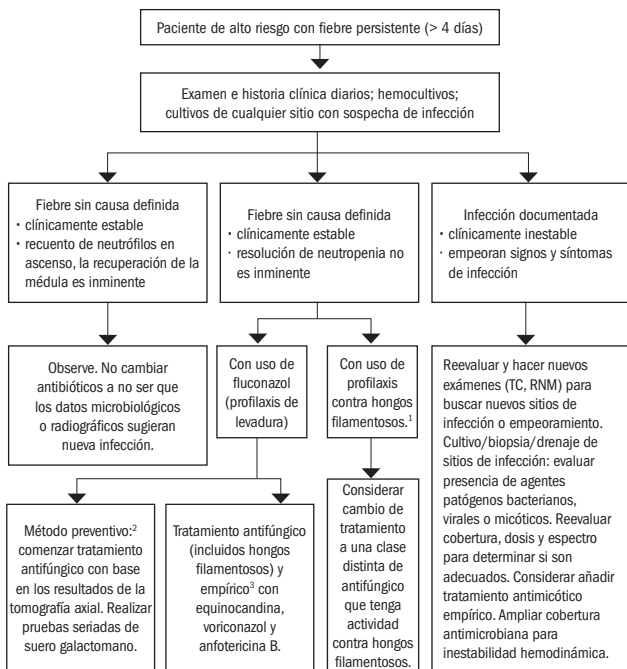 Paciente de alto riesgo con fiebre persistente (> 4 días)
Examen e historia clínica diarios; hemocultivos;
cultivos de cualquier sitio con sospecha de infección
Fiebre sin causa definida
· clínicamente estable
· recuento de neutrófilos en
ascenso, la recuperación de la
médula es inminente
Fiebre sin causa definida
· clínicamente estable
· resolución de neutropenia no
es inminente
Infección documentada
· clínicamente inestable
· empeoran signos y síntomas
de infección
Observe. No cambiar
antibióticos a no ser que
los datos microbiológicos
o radiográficos sugieran
nueva infección.
Con uso de
fluconazol
(profilaxis de
levadura)
Con uso de
profilaxis
contra hongos
filamentosos.¹
Reevaluar y hacer nuevos
exámenes (TC, RNM) para
buscar nuevos sitios de
infección o empeoramiento.
Cultivo/biopsia/drenaje de
sitios de infección: evaluar
presencia de agentes
patógenos bacterianos,
virales o micóticos. Reevaluar
cobertura, dosis y espectro
para determinar si son
adecuados. Considerar añadir
tratamiento antimicótico
empírico. Ampliar cobertura
antimicrobiana para
inestabilidad hemodinámica.
Método preventivo:²
comenzar tratamiento
antifúngico con base
en los resultados de la
tomografía axial. Realizar
pruebas seriadas de
suero galactomano.
Tratamiento antifúngico
(incluidos hongos
filamentosos) y
empírico³ con
equinocandina,
voriconazol y
anfotericina B.
Considerar
cambio de
tratamiento
a una clase
distinta de
antifúngico
que tenga
actividad
contra hongos
filamentosos.